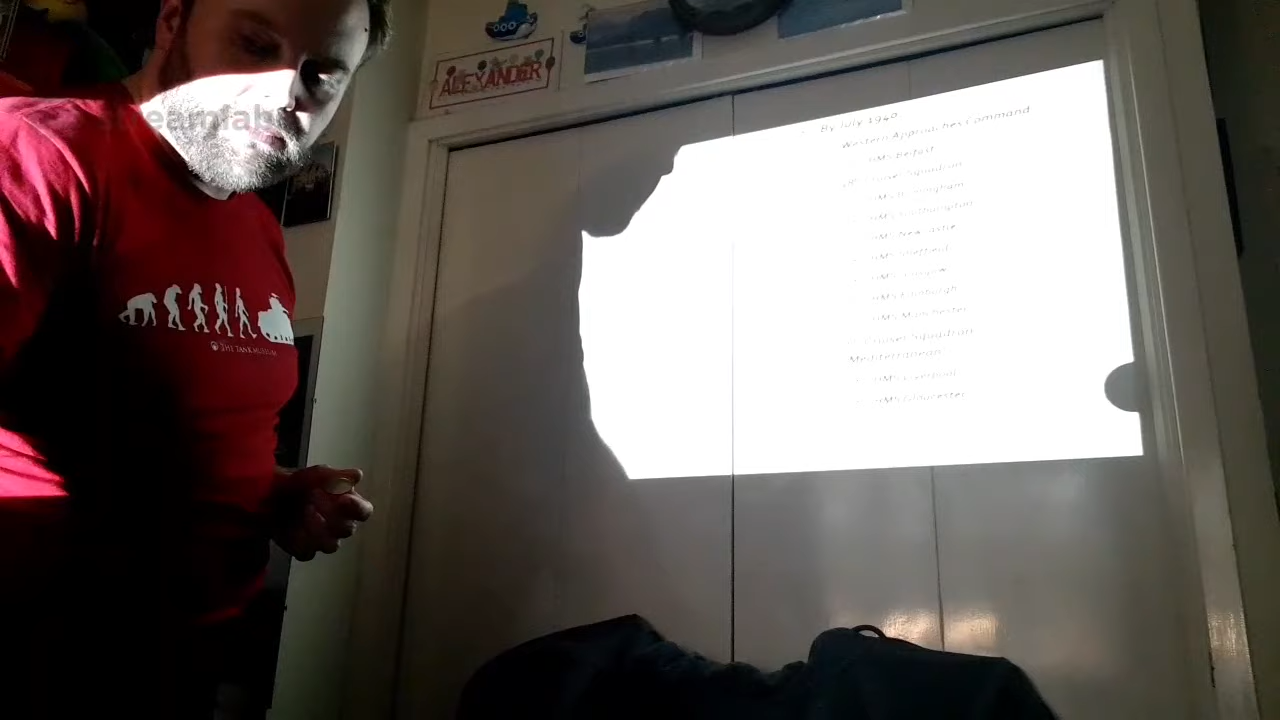 ALEXANDER
By July 1940
Western Approaches Command
HMS Belfast
Cruiser Squadron
HMS Birmingham
HMS Southampton
HMS Newcastle
HMS Sheffield
HMS Glasgow
HMS Edinburgh
HMS Manchester
Cruiser Squadron
Mediterranean
HMS Liverpool
HMS Gloucester
THE TANK MUSEUM